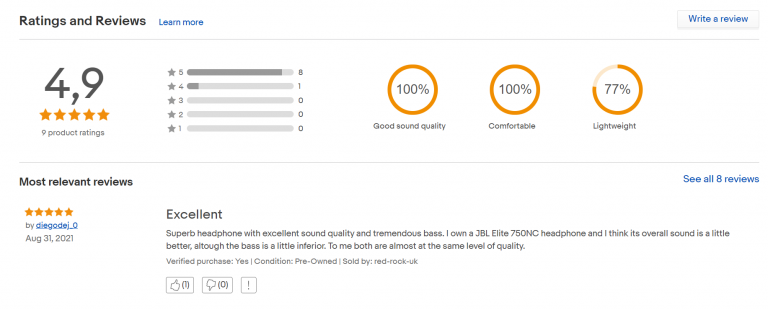 Ratings and Reviews Learn more
Write a review
4,9
9 product ratings
5 8
4 1
3 0
2 0
1 0
100%
Good sound quality
100%
Comfortable
77%
Lightweight
Most relevant reviews
See all 8 reviews
by diegodej_0
Aug 31, 2021
Excellent
Superb headphone with excellent sound quality and tremendous bass. I own a JBL Elite 750NC headphone and I think its overall sound is a little
better, altough the bass is a little inferior. To me both are almost at the same level of quality.
Verified purchase: Yes | Condition: Pre-Owned | Sold by: red-rock-uk
(1) (0) !